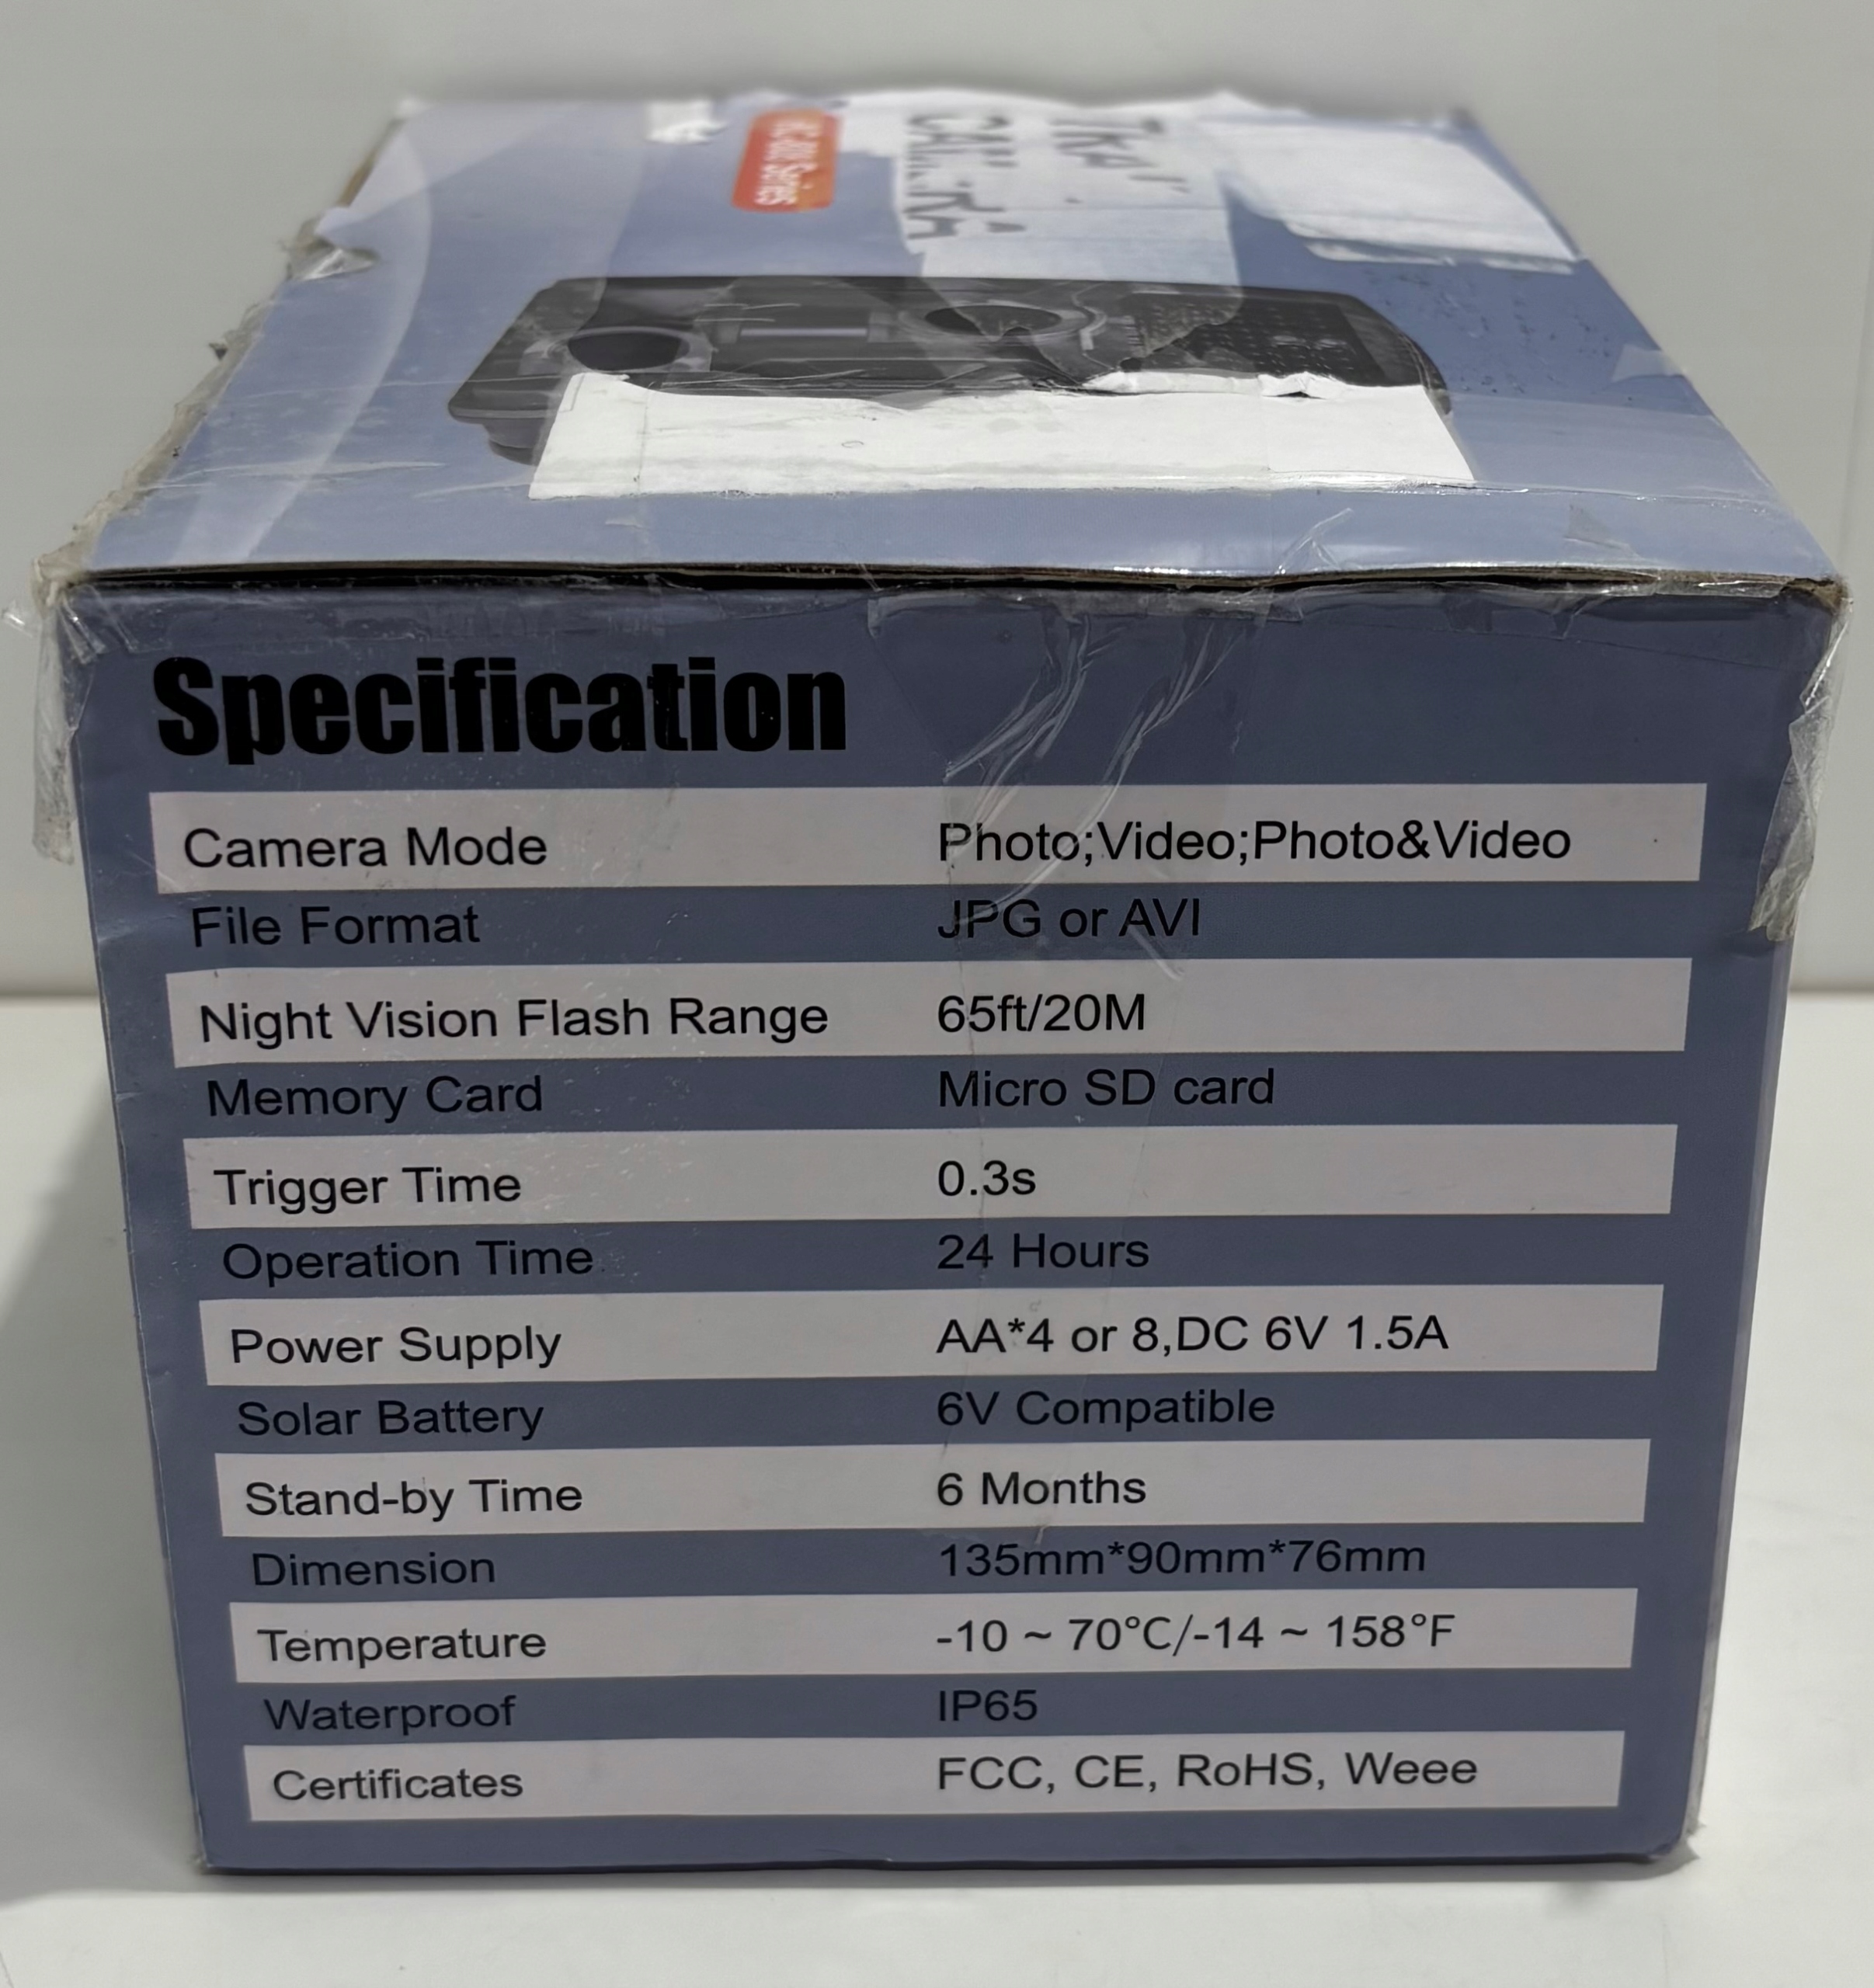 Series
Specification
Camera Mode Photo;Video;Photo&Video
File Format JPG or AVI
Night Vision Flash Range 65ft/20M
Memory Card Micro SD card
Trigger Time 0.3s
Operation Time 24 Hours
Power Supply AA*4 or 8,DC 6V 1.5A
Solar Battery 6V Compatible
Stand-by Time 6 Months
Dimension 135mm*90mm*76mm
Temperature -10 ~ 70°C/-14 ~ 158°F
Waterproof IP65
Certificates FCC, CE, RoHS, Weee